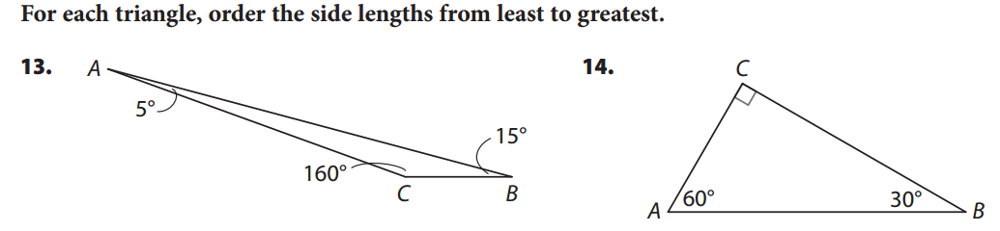 For each triangle, order the side lengths from least to greatest.
13. A 14. C
5°
15°
160°
C B
60° 30°
A B